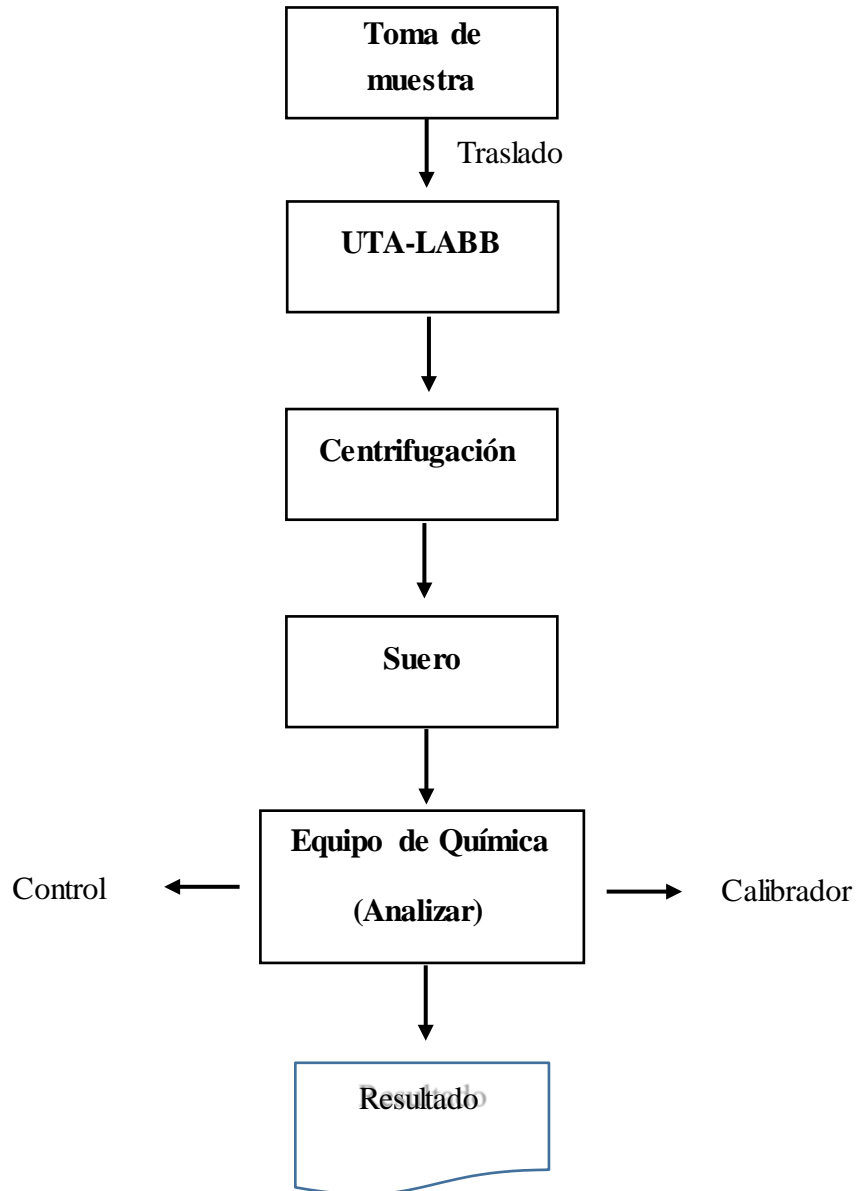 Toma de
muestra
Traslado
UTA-LABB
Centrifugación
Suero
Equipo de Química
Control
(Analizar)
Calibrador
Resultado